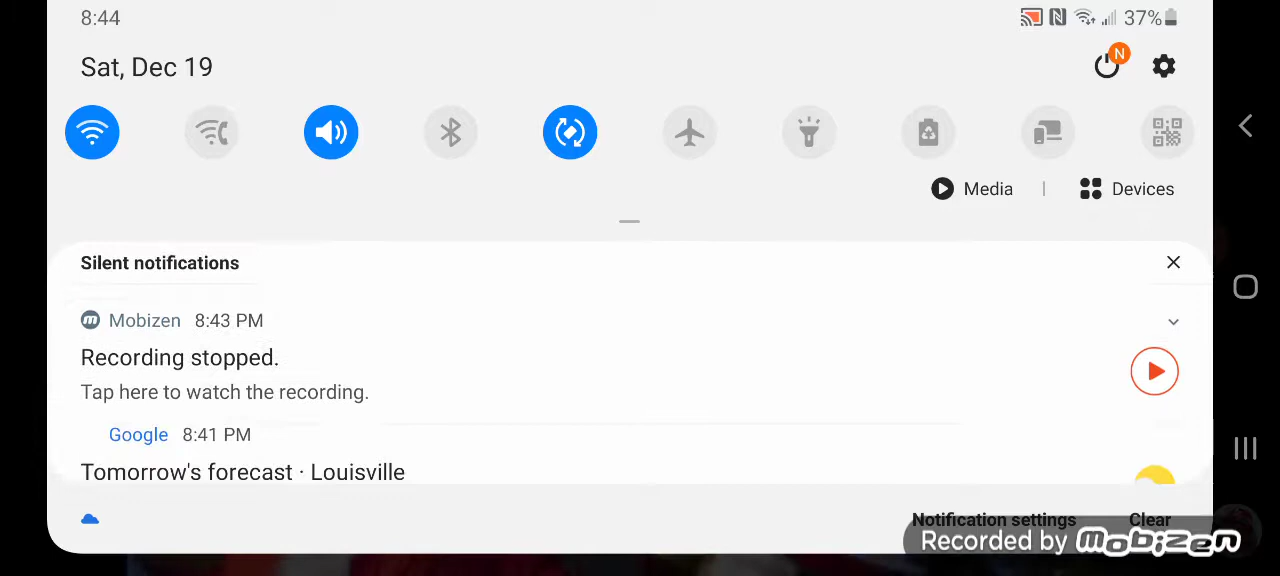 8:44
37%
Sat, Dec 19
N
Media | Devices
Silent notifications
Mobizen 8:43 PM
Recording stopped.
Tap here to watch the recording.
Google 8:41 PM
Tomorrow's forecast · Louisville
Notification settings Clear
Recorded by mobizen